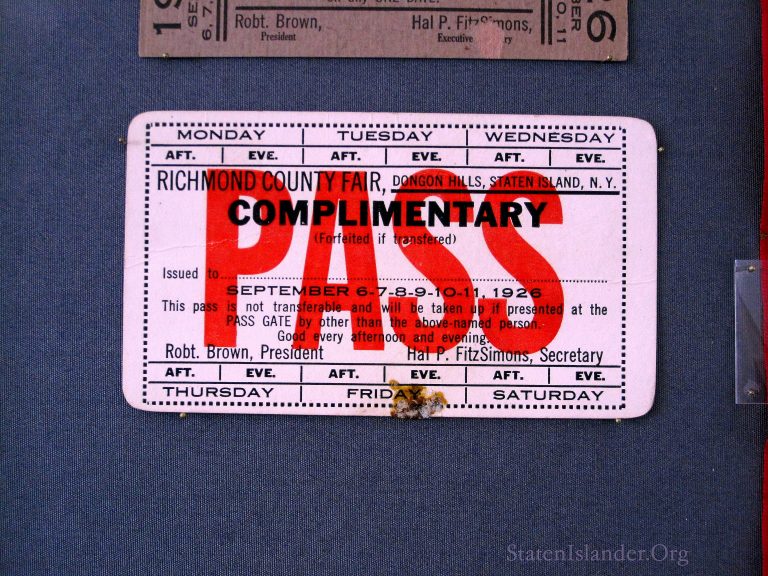 Robt. Brown,
Hal P. FitzSimons,
President
Executive
6.7.
O.11
MONDAY TUESDAY WEDNESDAY
AFT. EVE. AFT. EVE. AFT. EVE.
RICHMOND COUNTY FAIR, DONGON HILLS, STATEN ISLAND, N. Y.
PASS
COMPLIMENTARY
(Forfeited if transfered)
Issued to
SEPTEMBER 6-7-8-9-10-11, 1926
This pass is not transferable and will be taken up if presented at the
PASS GATE by other than the above-named person.
Good every afternoon and evening.
Robt. Brown, President Hal P. FitzSimons, Secretary
AFT. EVE. AFT. EVE. AFT. EVE.
THURSDAY FRIDAY SATURDAY
StatenIslander.Org